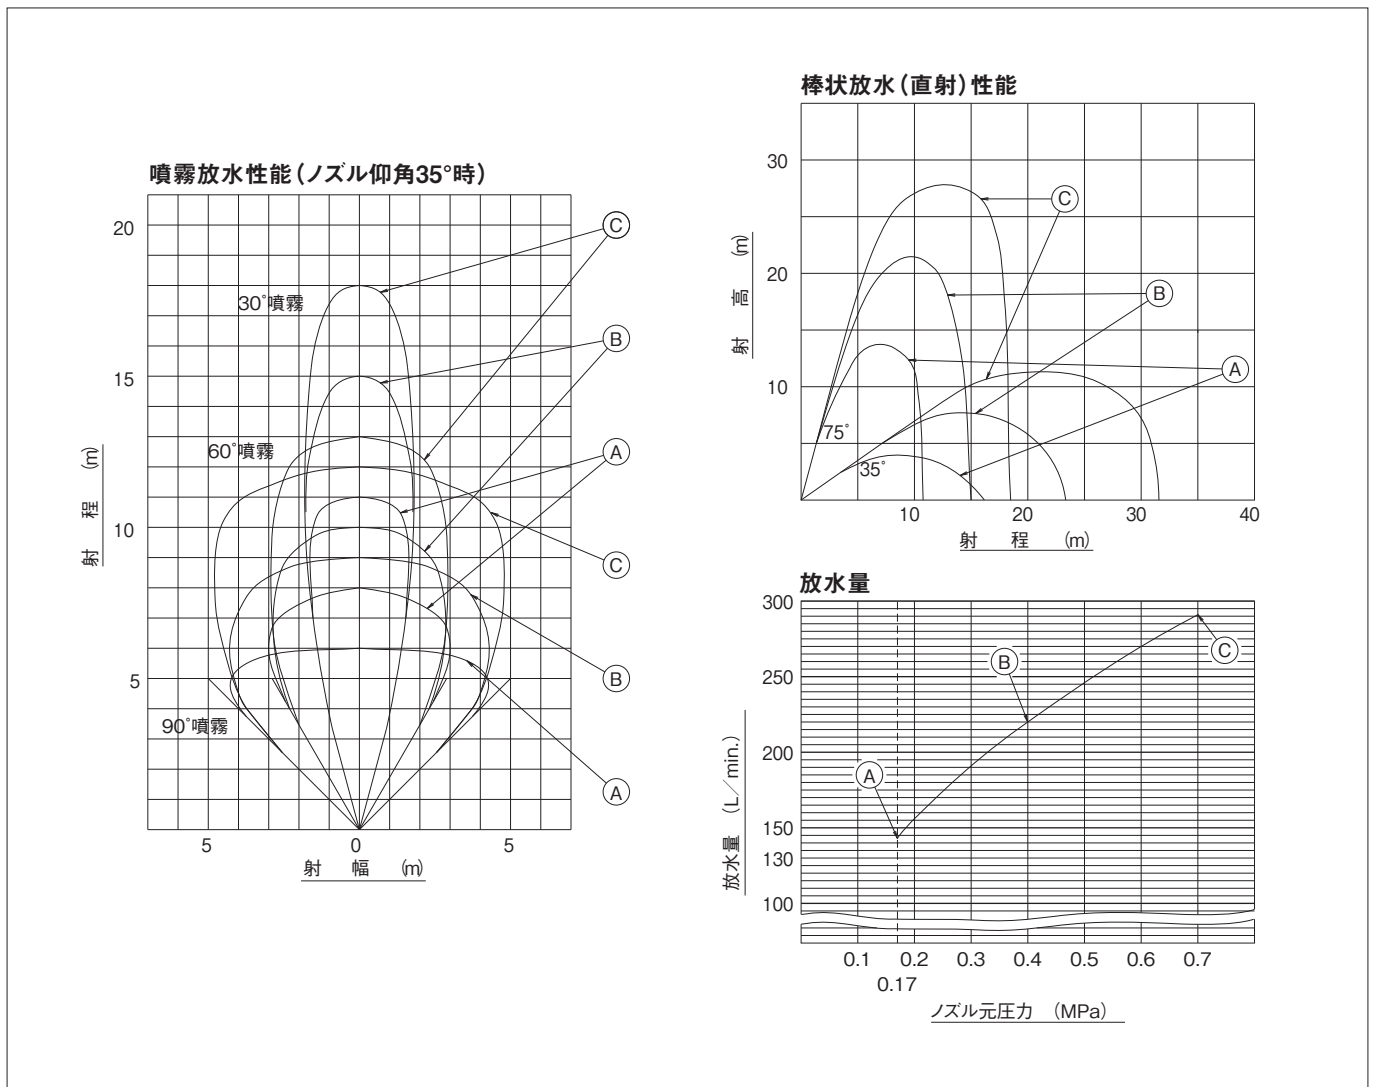 噴霧放水性能(ノズル仰角35°時)
20
15
10
5
射 程 (m)
30°噴霧
60°噴霧
90°噴霧
C
B
A
C
B
A
5 0 5
射 幅 (m)
棒状放水(直射)性能
30
20
10
射 高 (m)
75°
35°
C
B
A
10 20 30 40
射 程 (m)
放水量
300
250
200
150
130
100
放水量 (L/min.)
A
B
C
0.1 0.2 0.3 0.4 0.5 0.6 0.7
0.17
ノズル元圧力 (MPa)